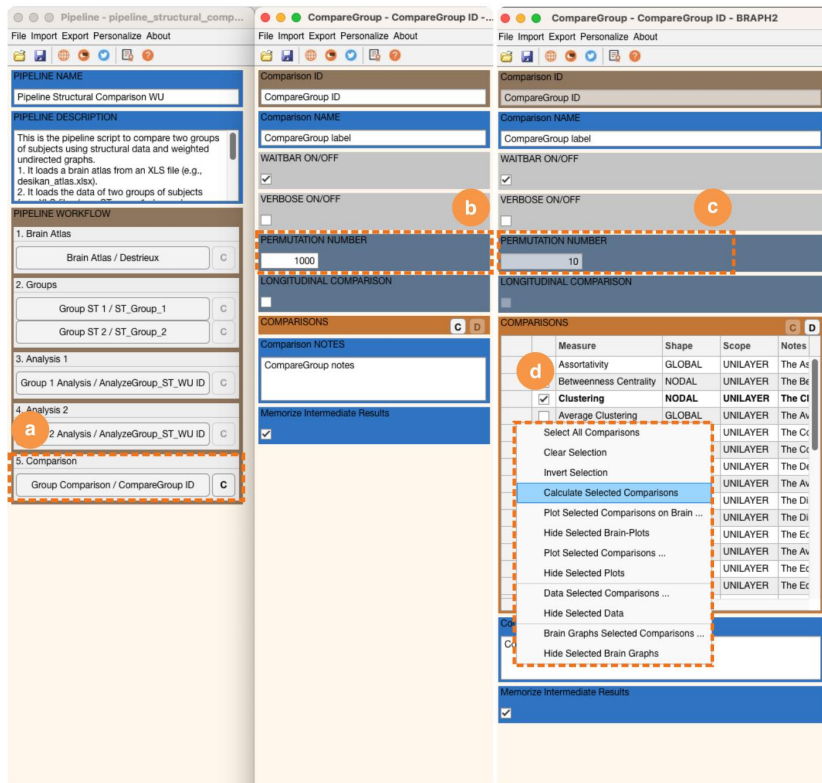 Pipeline - pipeline_structural_comp...
File Import Export Personalize About
PIPELINE NAME
Pipeline Structural Comparison WU
PIPELINE DESCRIPTION
This is the pipeline script to compare two groups
of subjects using structural data and weighted
undirected graphs.
1. It loads a brain atlas from an XLS file (e.g.,
desikan_atlas.xlsx).
2. It loads the data of two groups of subjects
PIPELINE WORKFLOW
1. Brain Atlas
Brain Atlas / Destrieux C
2. Groups
Group ST 1 / ST_Group_1 C
Group ST 2 / ST_Group_2 C
3. Analysis 1
Group 1 Analysis / AnalyzeGroup_ST_WU ID C
4. Analysis 2
a
2 Analysis / AnalyzeGroup_ST_WU ID C
5. Comparison
Group Comparison / CompareGroup ID C
CompareGroup - CompareGroup ID -...
File Import Export Personalize About
Comparison ID
CompareGroup ID
Comparison NAME
CompareGroup label
WAITBAR ON/OFF
VERBOSE ON/OFF
b
PERMUTATION NUMBER
1000
LONGITUDINAL COMPARISON
COMPARISONS C D
Comparison NOTES
CompareGroup notes
Memorize Intermediate Results
CompareGroup - CompareGroup ID - BRAPH2
File Import Export Personalize About
Comparison ID
CompareGroup ID
Comparison NAME
CompareGroup label
WAITBAR ON/OFF
VERBOSE ON/OFF
c
PERMUTATION NUMBER
10
LONGITUDINAL COMPARISON
COMPARISONS C D
Measure Shape Scope Notes
Assortativity GLOBAL UNILAYER The As
d
Betweenness Centrality NODAL UNILAYER The Be
Clustering NODAL UNILAYER The Cl
Average Clustering GLOBAL UNILAYER The Av
Select All Comparisons UNILAYER The Co
Clear Selection UNILAYER The Co
Invert Selection UNILAYER The De
Calculate Selected Comparisons UNILAYER The Av
Plot Selected Comparisons on Brain ... UNILAYER The Di
Hide Selected Brain-Plots UNILAYER The Di
Plot Selected Comparisons ... UNILAYER The Ec
Hide Selected Plots UNILAYER The Av
Data Selected Comparisons ... UNILAYER The Ec
Hide Selected Data UNILAYER The Ec
Brain Graphs Selected Comparisons ...
Hide Selected Brain Graphs
Memorize Intermediate Results